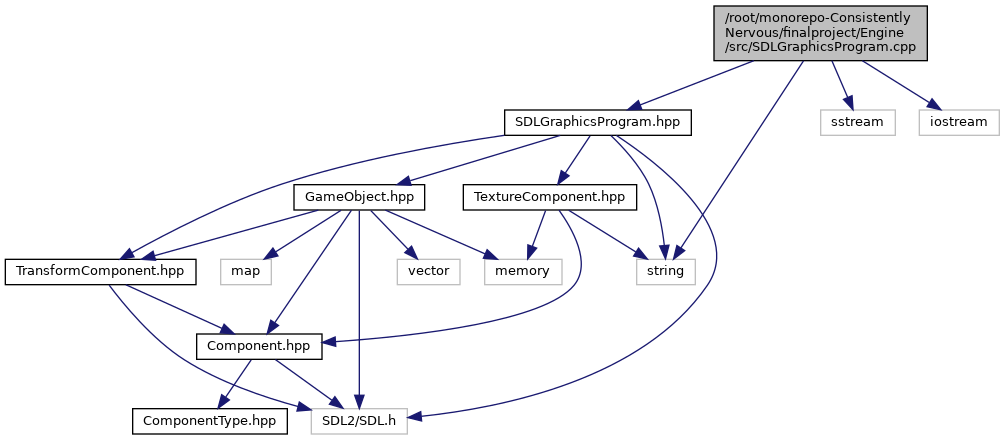 /root/monorepo-Consistently
Nervous/finalproject/Engine
/src/SDLGraphicsProgram.cpp
SDLGraphicsProgram.hpp
sstream
iostream
GameObject.hpp
TextureComponent.hpp
TransformComponent.hpp
map
vector
memory
string
Component.hpp
ComponentType.hpp
SDL2/SDL.h